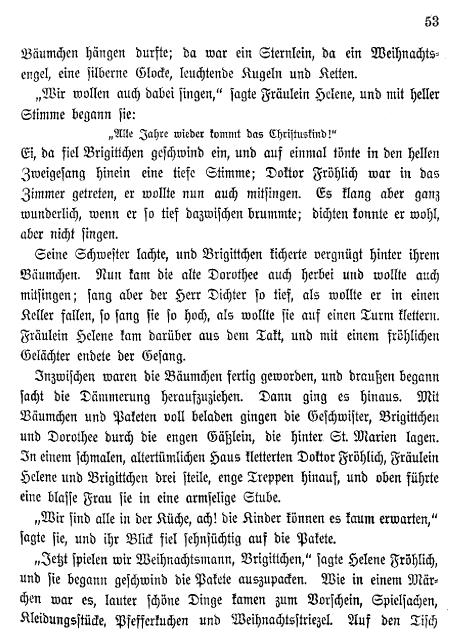 53
Bäumchen hängen durfte; da war ein Sternlein, da ein Weihnachts-
engel, eine silberne Glocke, leuchtende Kugeln und Ketten.
„Wir wollen auch dabei singen,“ sagte Fräulein Helene, und mit heller
Stimme begann sie:
„Alle Jahre wieder kommt das Christuskind!“
Ei, da fiel Brigittchen geschwind ein, und auf einmal tönte in den hellen
Zweigesang hinein eine tiefe Stimme; Doktor Fröhlich war in das
Zimmer getreten, er wollte nun auch mitsingen. Es klang aber ganz
wunderlich, wenn er so tief dazwischen brummte; dichten konnte er wohl,
aber nicht singen.
Seine Schwester lachte, und Brigittchen kicherte vergnügt hinter ihrem
Bäumchen. Nun kam die alte Dorothee auch herbei und wollte auch
mitsingen; sang aber der Herr Dichter so tief, als wollte er in einen
Keller fallen, so sang sie so hoch, als wollte sie auf einen Turm klettern.
Fräulein Helene kam darüber aus dem Takt, und mit einem fröhlichen
Gelächter endete der Gesang.
Inzwischen waren die Bäumchen fertig geworden, und draußen begann
sacht die Dämmerung heraufzuziehen. Dann ging es hinaus. Mit
Bäumchen und Paketen voll beladen gingen die Geschwister, Brigittchen
und Dorothee durch die engen Gäßlein, die hinter St. Marien lagen.
In einem schmalen, altertümlichen Haus kletterten Doktor Fröhlich, Fräulein
Helene und Brigittchen drei steile, enge Treppen hinauf, und oben führte
eine blasse Frau sie in eine armselige Stube.
„Wir sind alle in der Küche, ach! die Kinder können es kaum erwarten,“
sagte sie, und ihr Blick fiel sehnsüchtig auf die Pakete.
„Jetzt spielen wir Weihnachtsmann, Brigittchen,“ sagte Helene Fröhlich,
und sie begann geschwind die Pakete auszupacken. Wie in einem Mär-
chen war es, lauter schöne Dinge kamen zum Vorschein, Spielsachen,
Kleidungsstücke, Pfefferkuchen und Weihnachtsstriezel. Auf den Tisch